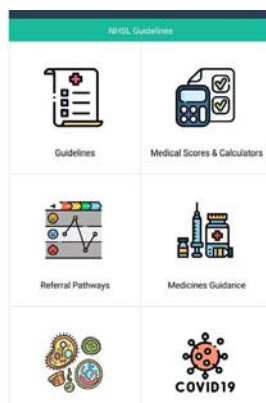 NHSL Guidelines
Guidelines
Medical Scores & Calculators
Referral Pathways
Medicines Guidance
COVID19